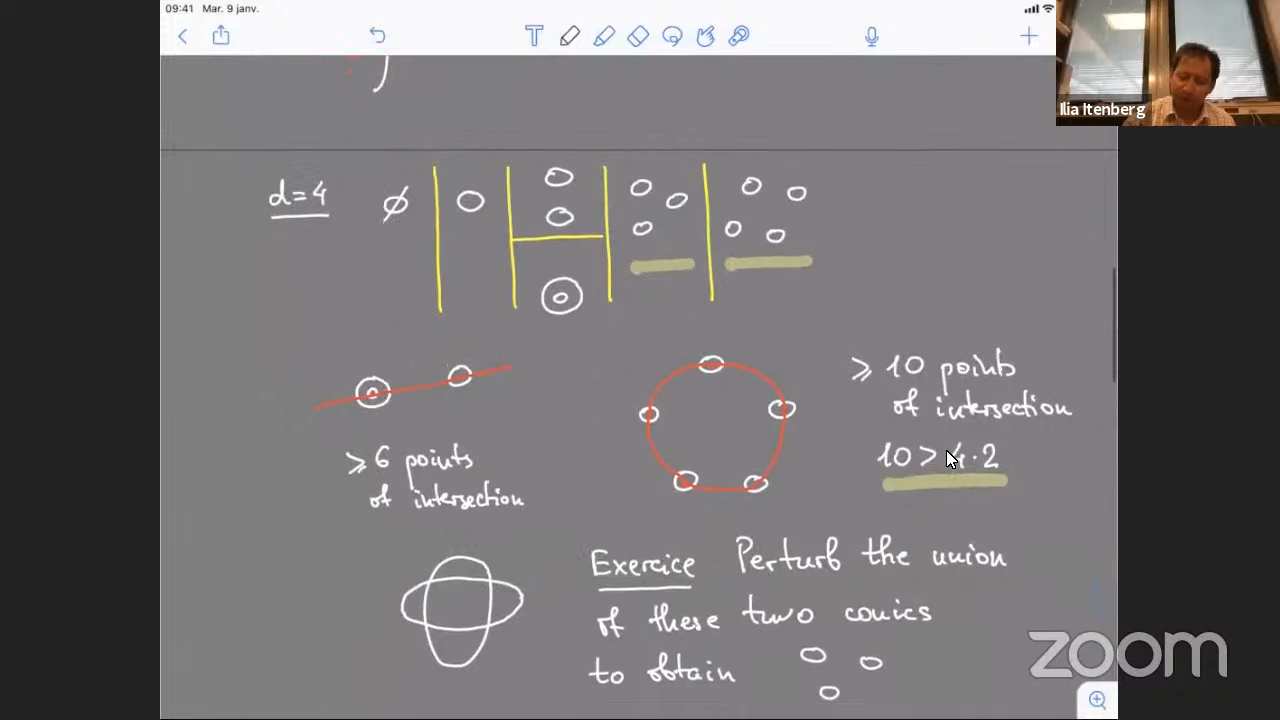 09:41 Mar. 9 janv.
Ilia Itenberg
d=4 ∅
⩾ 10 points
of intersection
10 > 4·2
⩾ 6 points
of intersection
Exercice Perturb the union
of these two conics
to obtain
zoom